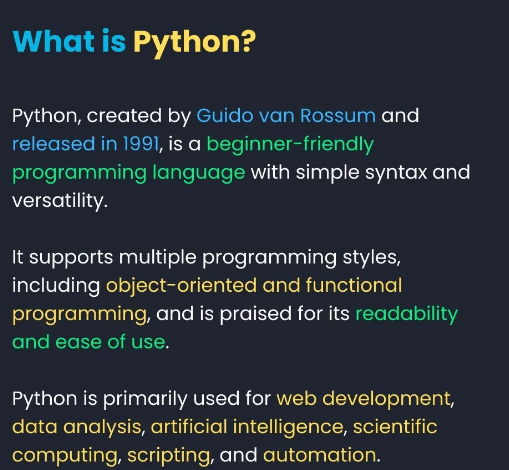 What is Python?
Python, created by Guido van Rossum and
released in 1991, is a beginner-friendly
programming language with simple syntax and
versatility.
It supports multiple programming styles,
including object-oriented and functional
programming, and is praised for its readability
and ease of use.
Python is primarily used for web development,
data analysis, artificial intelligence, scientific
computing, scripting, and automation.